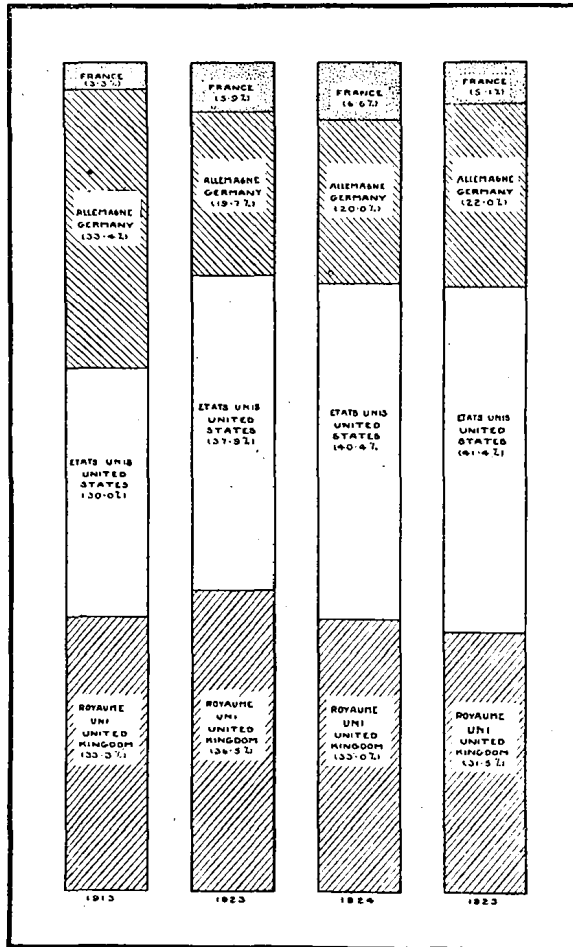 FRANCE
(3·3%)
ALLEMAGNE
GERMANY
(33·4%)
ETATS UNIS
UNITED
STATES
(30·0%)
ROYAUME
UNI
UNITED
KINGDOM
(33·3%)
1913
FRANCE
(5·9%)
ALLEMAGNE
GERMANY
(19·7%)
ETATS UNIS
UNITED
STATES
(37·9%)
ROYAUME
UNI
UNITED
KINGDOM
(36·5%)
1923
FRANCE
(6·6%)
ALLEMAGNE
GERMANY
(20·0%)
ETATS UNIS
UNITED
STATES
(40·4%
ROYAUME
UNI
UNITED
KINGDOM
(33·0%)
1924
FRANCE
(5·1%)
ALLEMAGNE
GERMANY
(22·0%)
ETATS UNIS
UNITED
STATES
(41·4%)
ROYAUME
UNI
UNITED
KINGDOM
(31·5%)